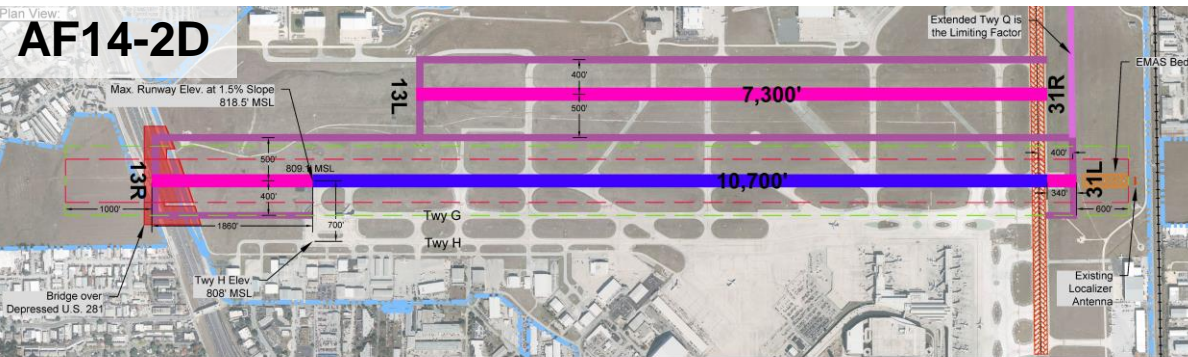 Plan View:
AF14-2D
Extended Twy Q is
the Limiting Factor
EMAS Bed
Max. Runway Elev. at 1.5% Slope
818.5' MSL
13L
400'
500'
7,300'
31R
13R
500'
400'
809.1' MSL
10,700'
400'
340'
31L
600'
1000'
1860'
700'
Twy G
Twy H
Twy H Elev.
808' MSL
Bridge over
Depressed U.S. 281
Existing
Localizer
Antenna